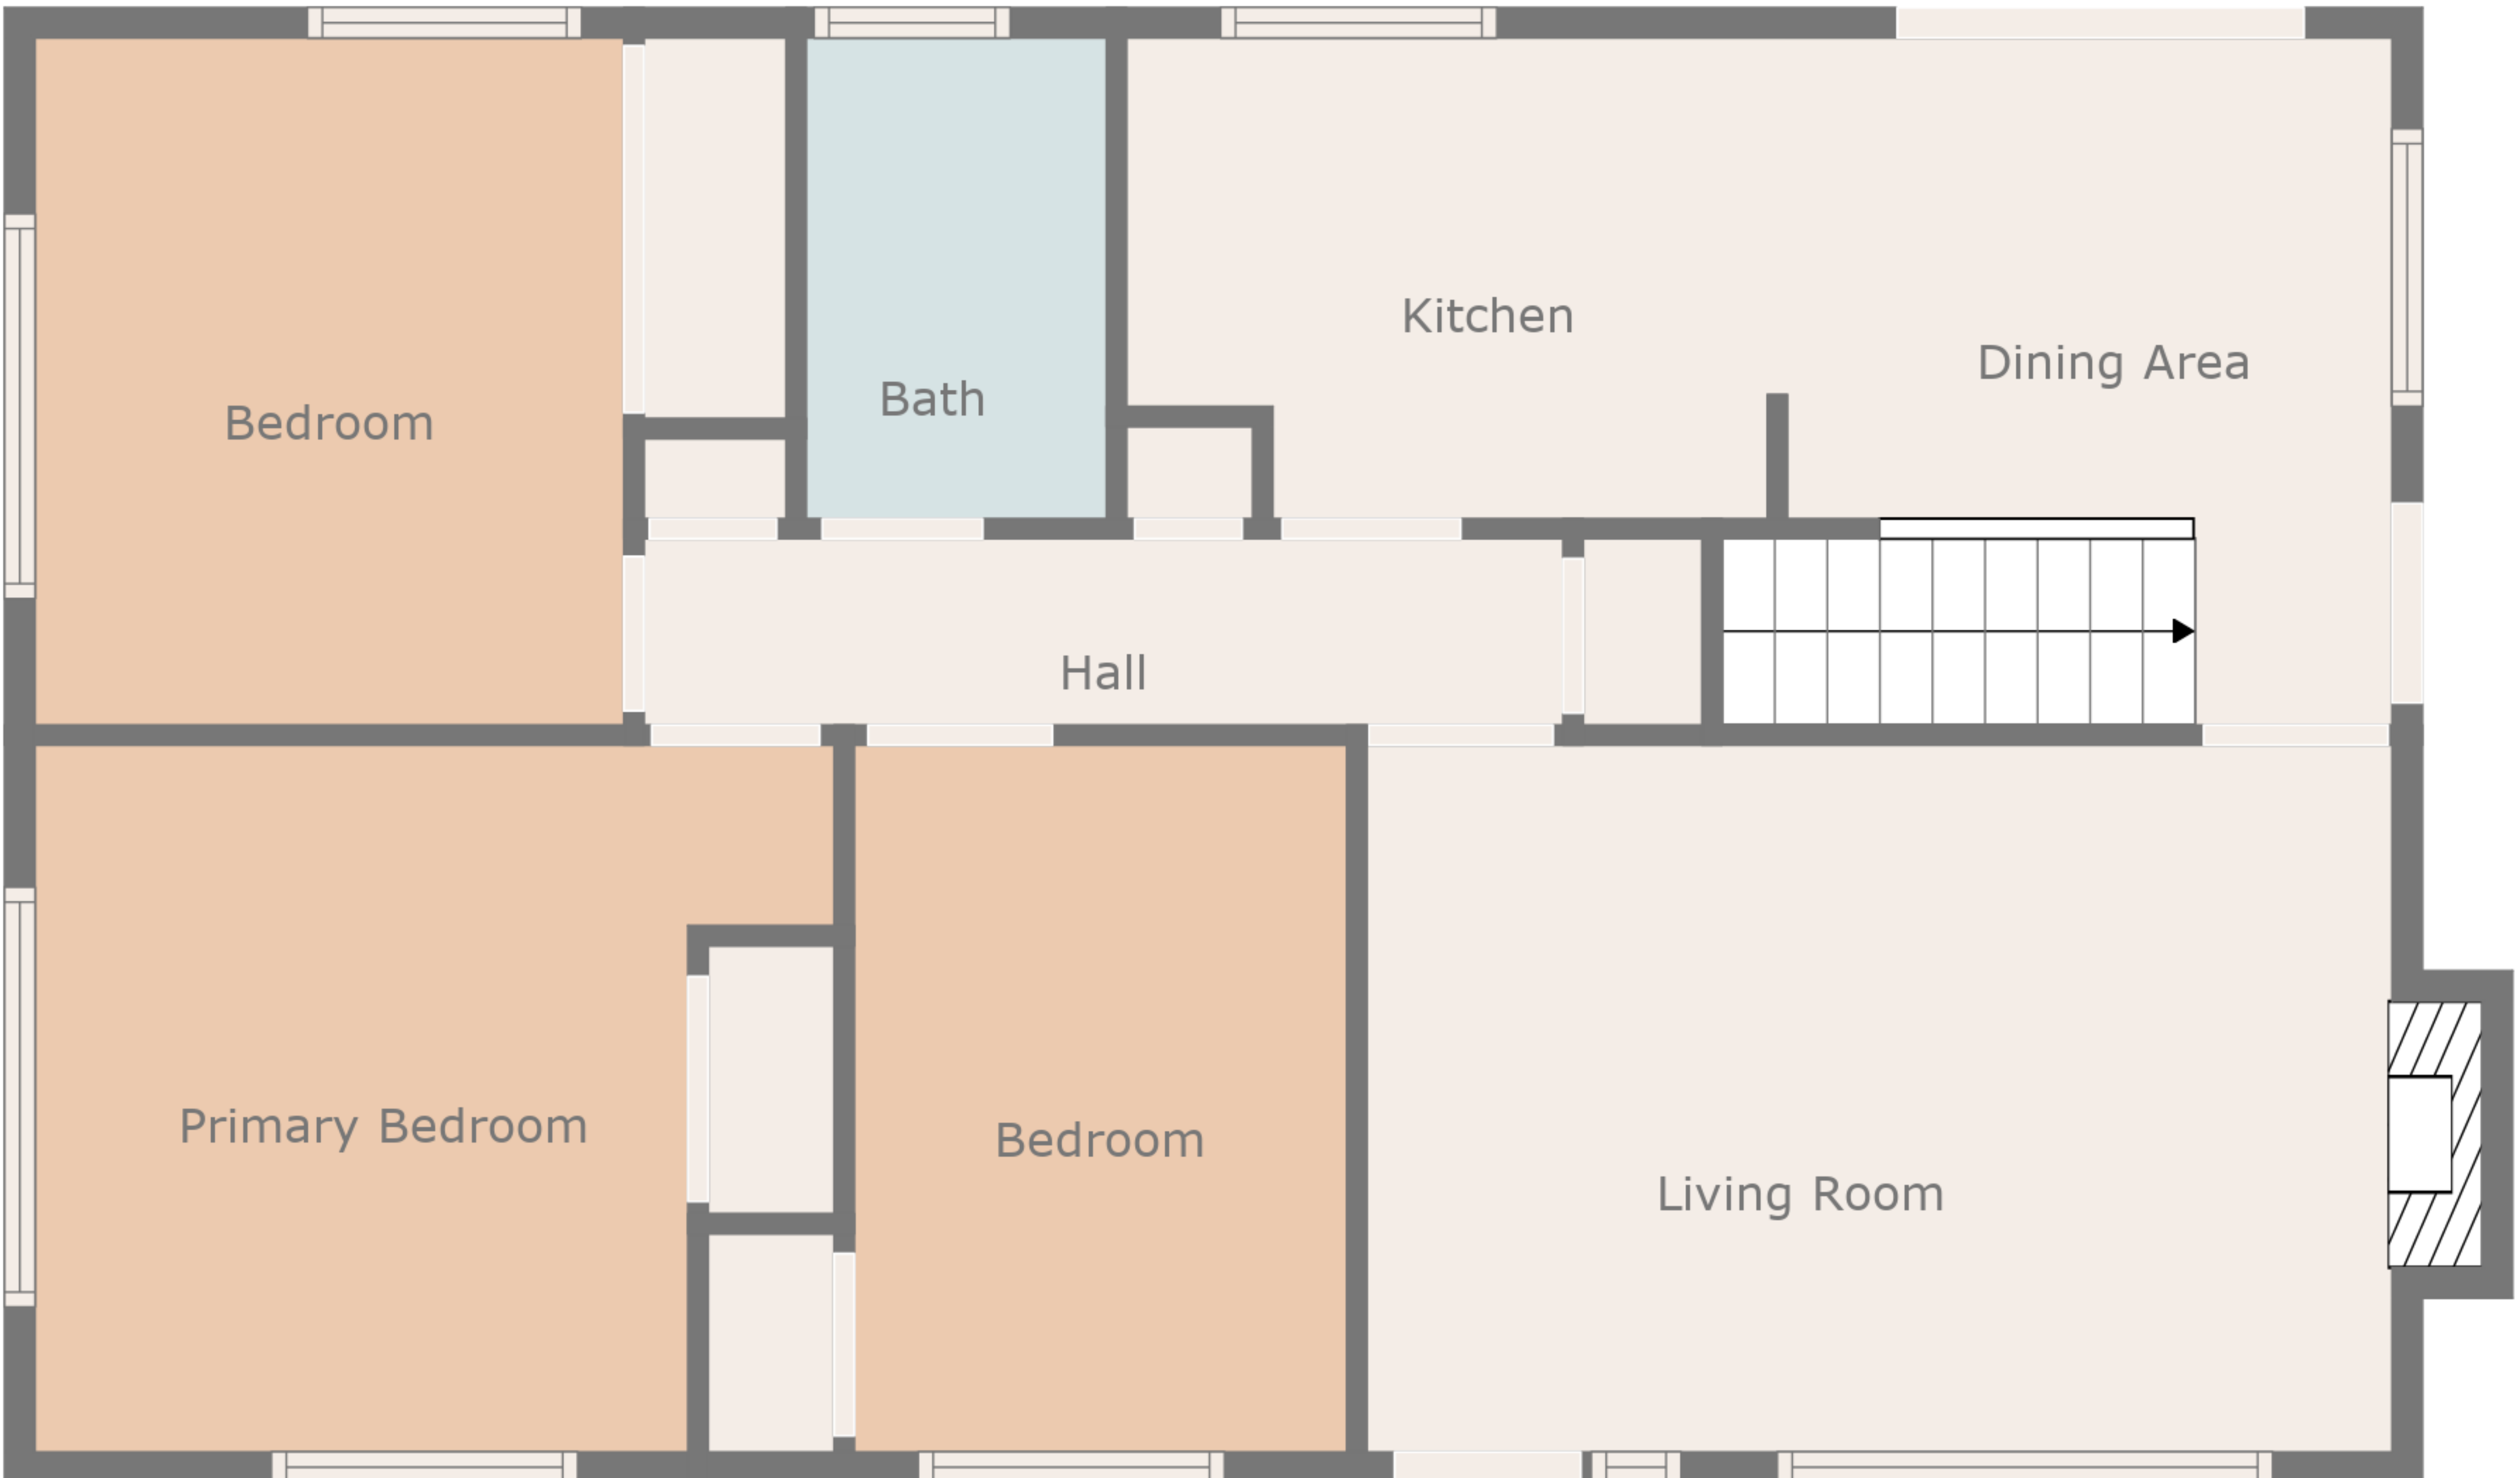 Kitchen
Dining Area
Bedroom
Bath
Hall
Primary Bedroom
Bedroom
Living Room